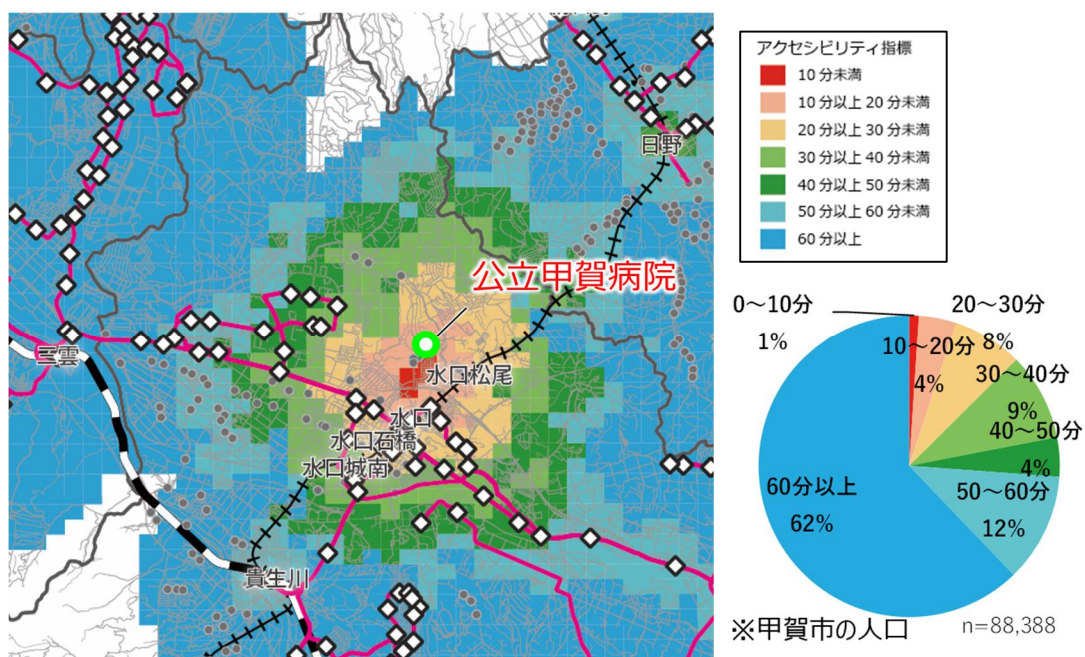 日野
公立甲賀病院
三雲
水口松尾
水口
水口石橋
水口城南
貴生川
アクセシビリティ指標
10分未満
10分以上20分未満
20分以上30分未満
30分以上40分未満
40分以上50分未満
50分以上60分未満
60分以上
0～10分
1%
10～20分
4%
20～30分
8%
30～40分
9%
40～50分
4%
50～60分
12%
60分以上
62%
※甲賀市の人口
n=88,388